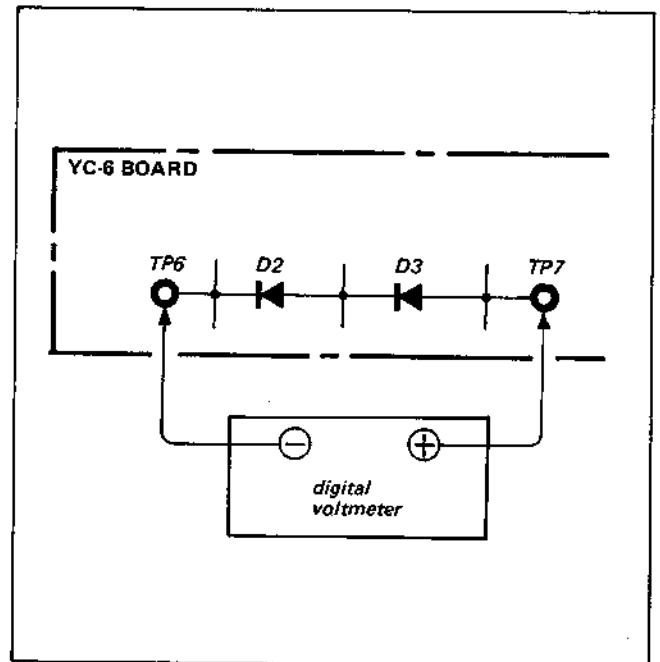 YC-6 BOARD
TP6 D2 D3 TP7
− +
digital
voltmeter